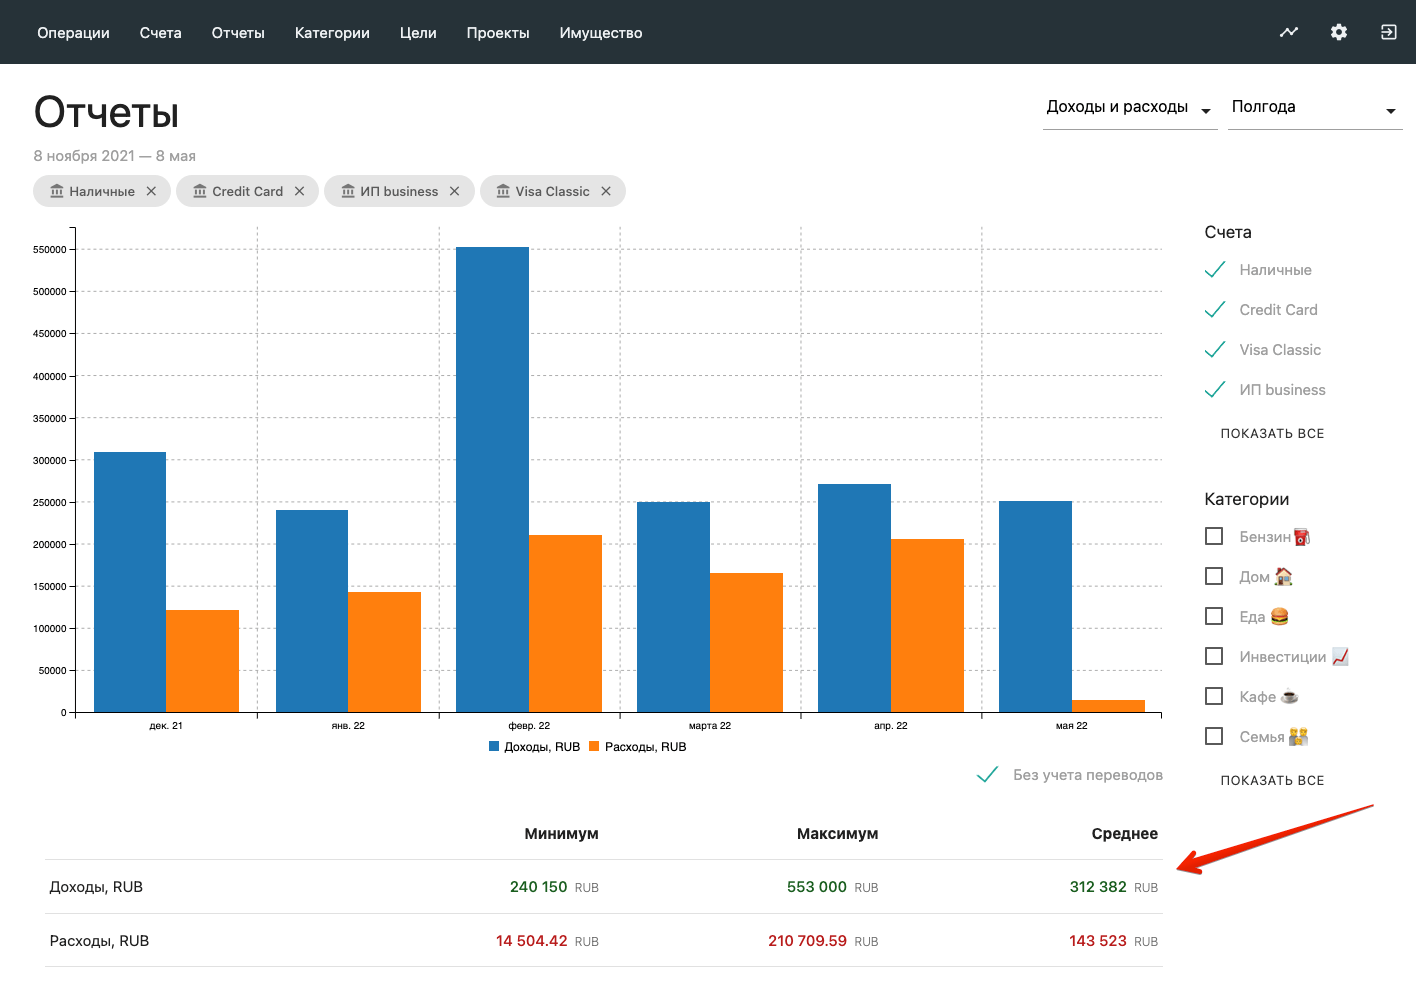 Операции Счета Отчеты Категории Цели Проекты Имущество
Отчеты
Доходы и расходы Полгода
8 ноября 2021 — 8 мая
Наличные Credit Card ИП business Visa Classic
550000
500000
450000
400000
350000
300000
250000
200000
150000
100000
50000
0
дек. 21 янв. 22 февр. 22 марта 22 апр. 22 мая 22
Доходы, RUB Расходы, RUB
Без учета переводов
Счета
Наличные
Credit Card
Visa Classic
ИП business
ПОКАЗАТЬ ВСЕ
Категории
Бензин
Дом
Еда
Инвестиции
Кафе
Семья
ПОКАЗАТЬ ВСЕ
Минимум Максимум Среднее
Доходы, RUB 240 150 RUB 553 000 RUB 312 382 RUB
Расходы, RUB 14 504.42 RUB 210 709.59 RUB 143 523 RUB